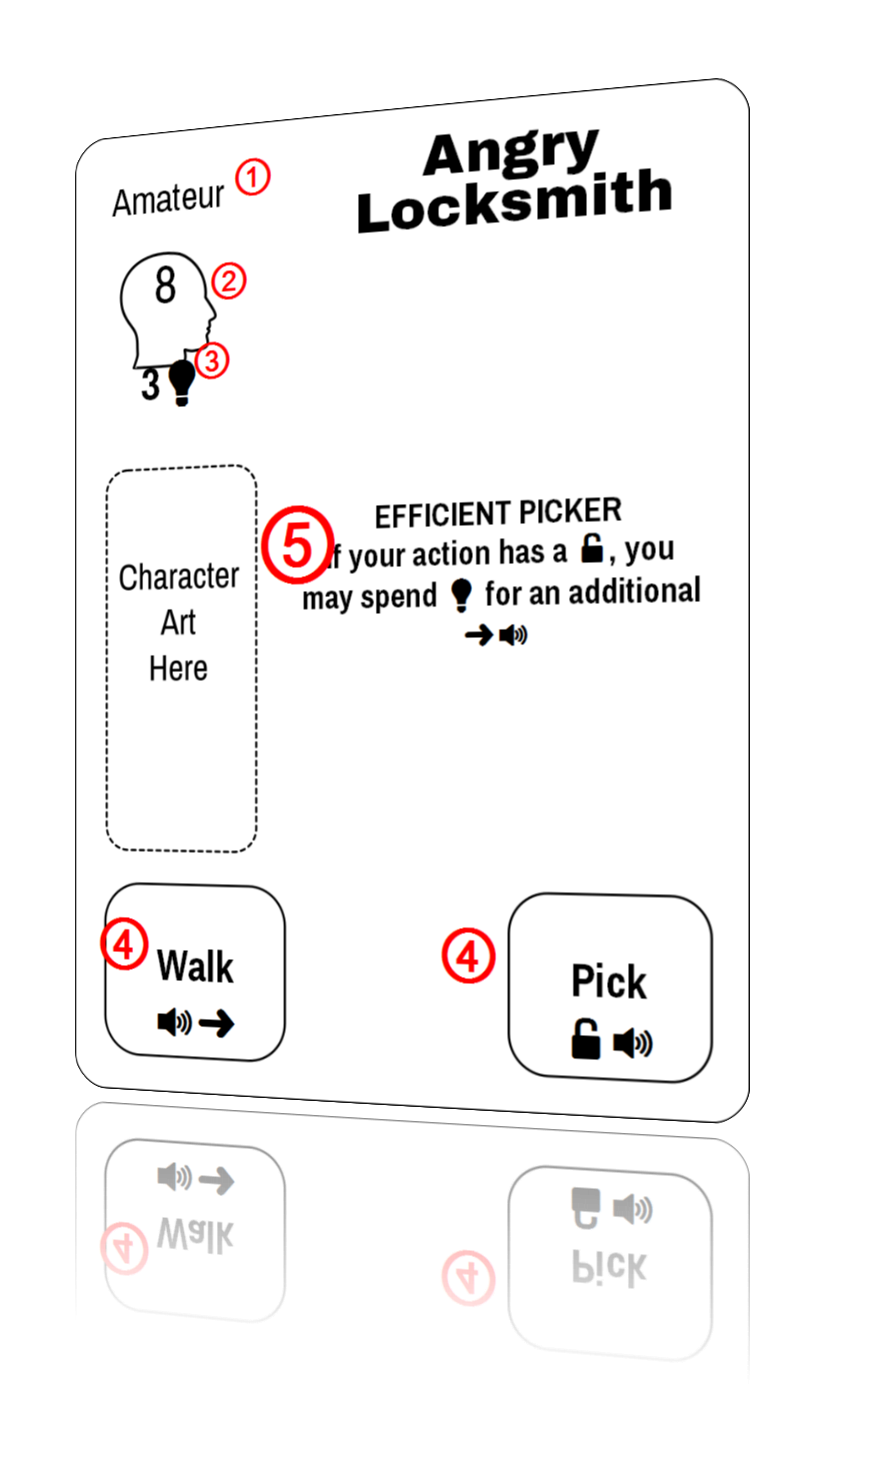 Angry
Locksmith
Amateur ①
8 ②
3 ③
EFFICIENT PICKER
⑤ If your action has a 🔓, you
may spend 💡 for an additional
➔🔊
Character
Art
Here
④ Walk
🔊➔
④ Pick
🔓🔊